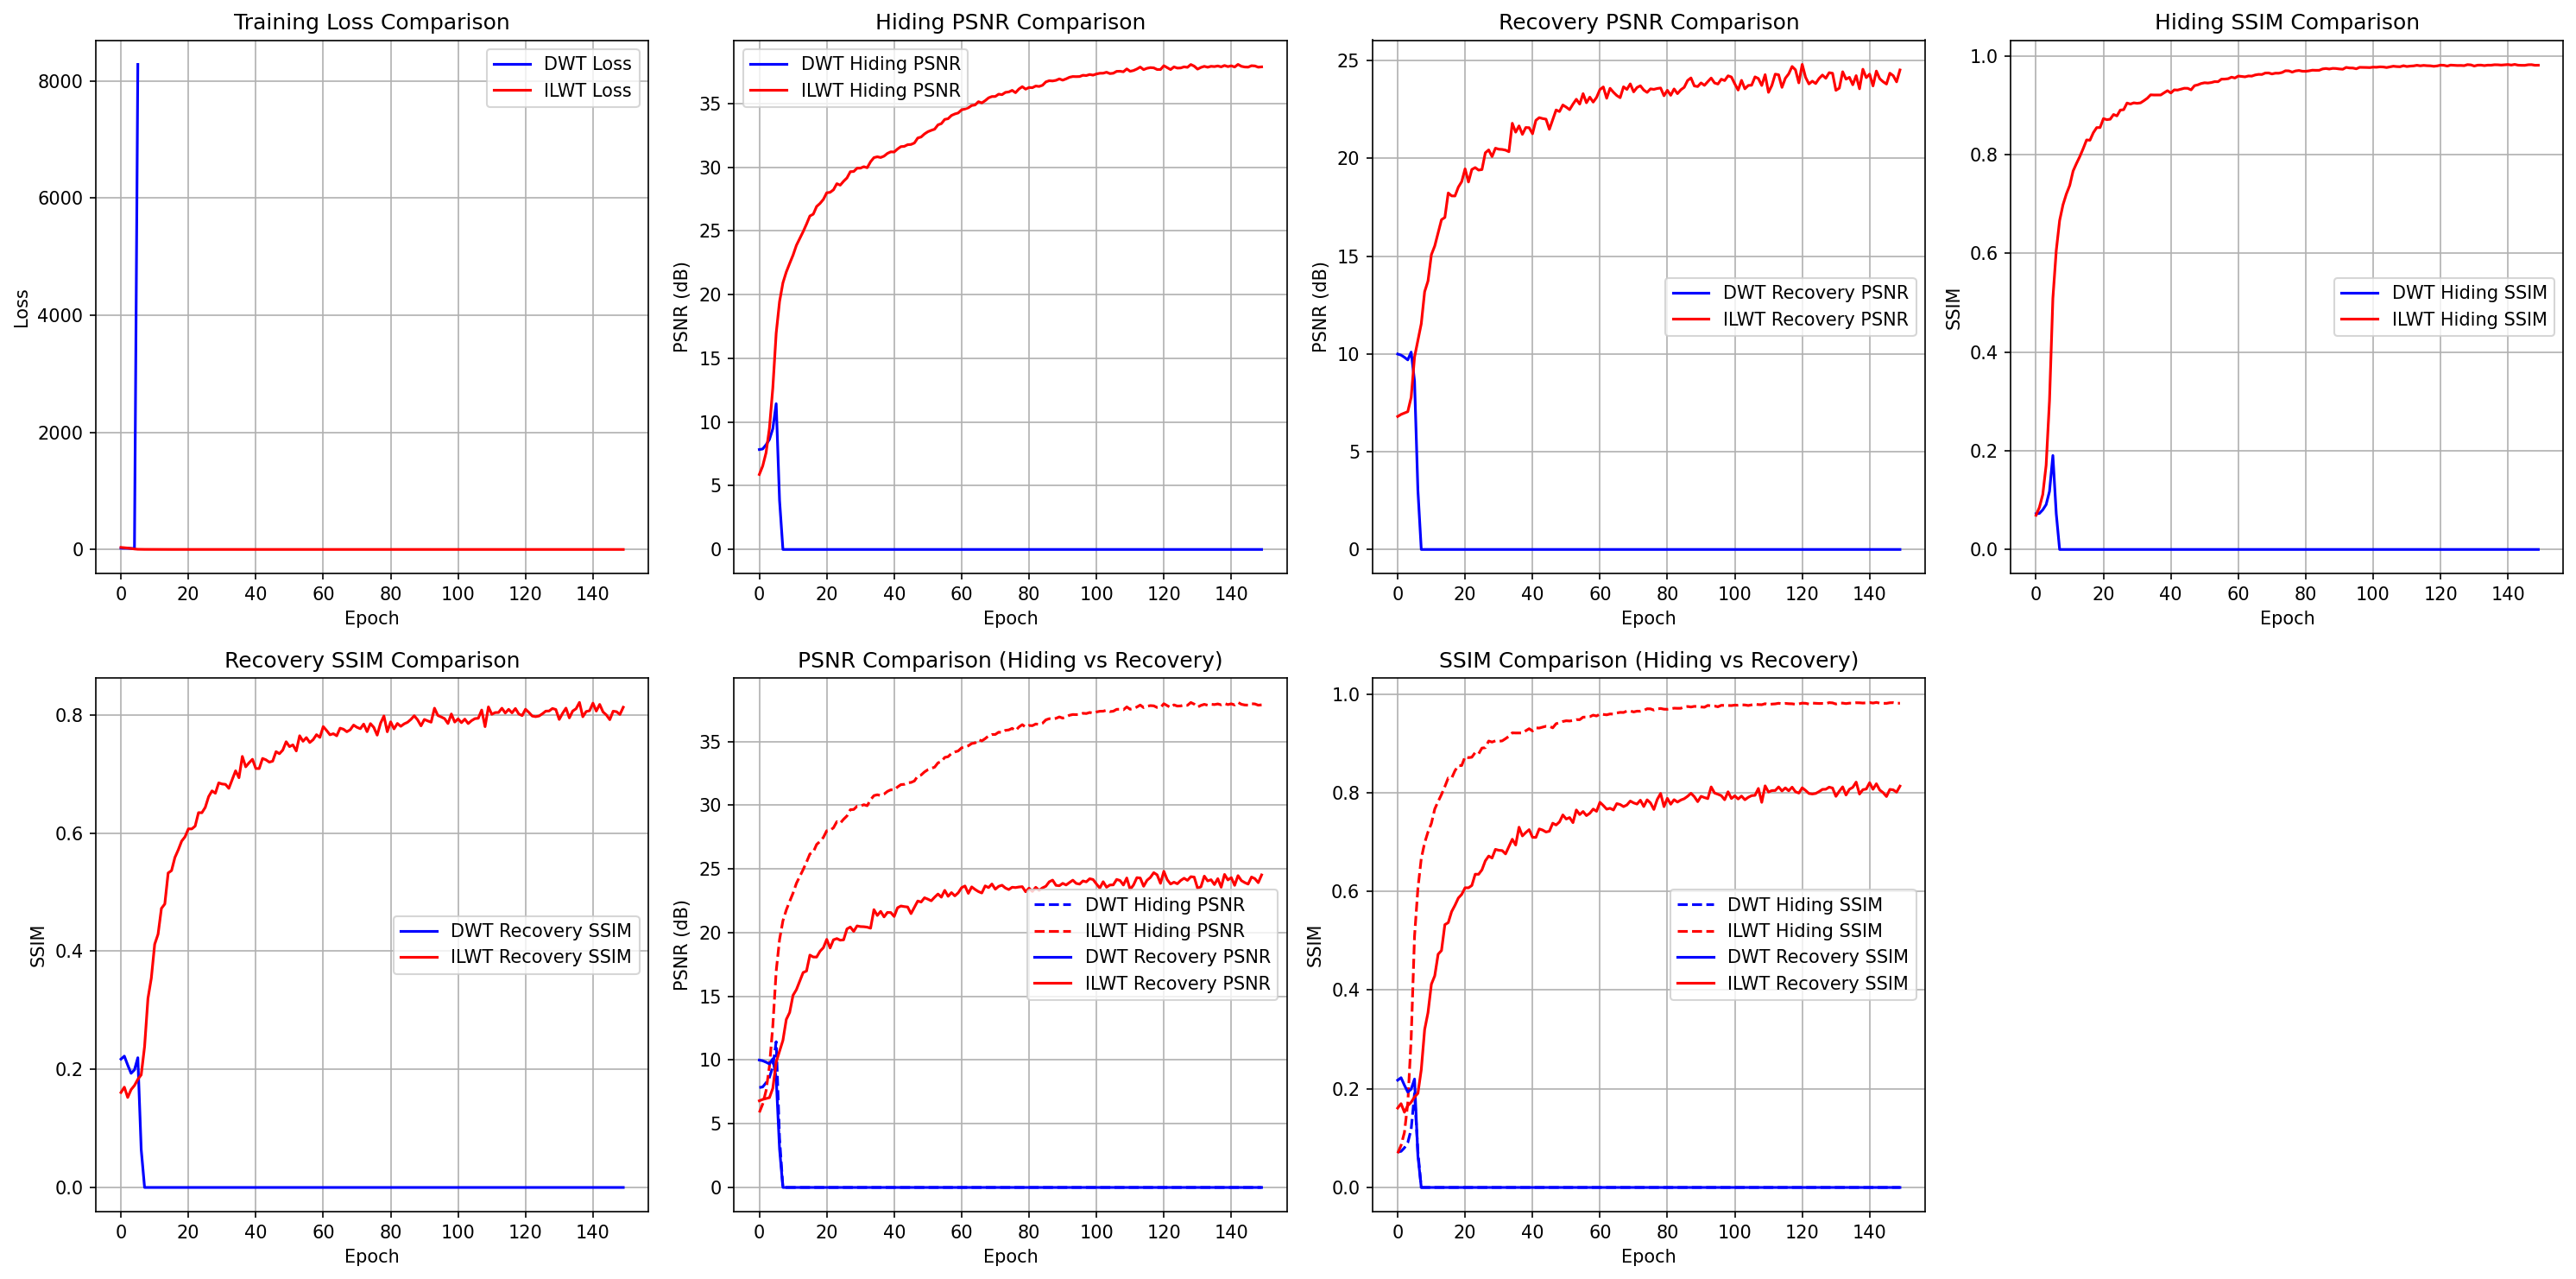 Training Loss Comparison
8000
6000
4000
2000
0
Loss
0 20 40 60 80 100 120 140
Epoch
DWT Loss
ILWT Loss
Hiding PSNR Comparison
35
30
25
20
15
10
5
0
PSNR (dB)
0 20 40 60 80 100 120 140
Epoch
DWT Hiding PSNR
ILWT Hiding PSNR
Recovery PSNR Comparison
25
20
15
10
5
0
PSNR (dB)
0 20 40 60 80 100 120 140
Epoch
DWT Recovery PSNR
ILWT Recovery PSNR
Hiding SSIM Comparison
1.0
0.8
0.6
0.4
0.2
0.0
SSIM
0 20 40 60 80 100 120 140
Epoch
DWT Hiding SSIM
ILWT Hiding SSIM
Recovery SSIM Comparison
0.8
0.6
0.4
0.2
0.0
SSIM
0 20 40 60 80 100 120 140
Epoch
DWT Recovery SSIM
ILWT Recovery SSIM
PSNR Comparison (Hiding vs Recovery)
35
30
25
20
15
10
5
0
PSNR (dB)
0 20 40 60 80 100 120 140
Epoch
DWT Hiding PSNR
ILWT Hiding PSNR
DWT Recovery PSNR
ILWT Recovery PSNR
SSIM Comparison (Hiding vs Recovery)
1.0
0.8
0.6
0.4
0.2
0.0
SSIM
0 20 40 60 80 100 120 140
Epoch
DWT Hiding SSIM
ILWT Hiding SSIM
DWT Recovery SSIM
ILWT Recovery SSIM